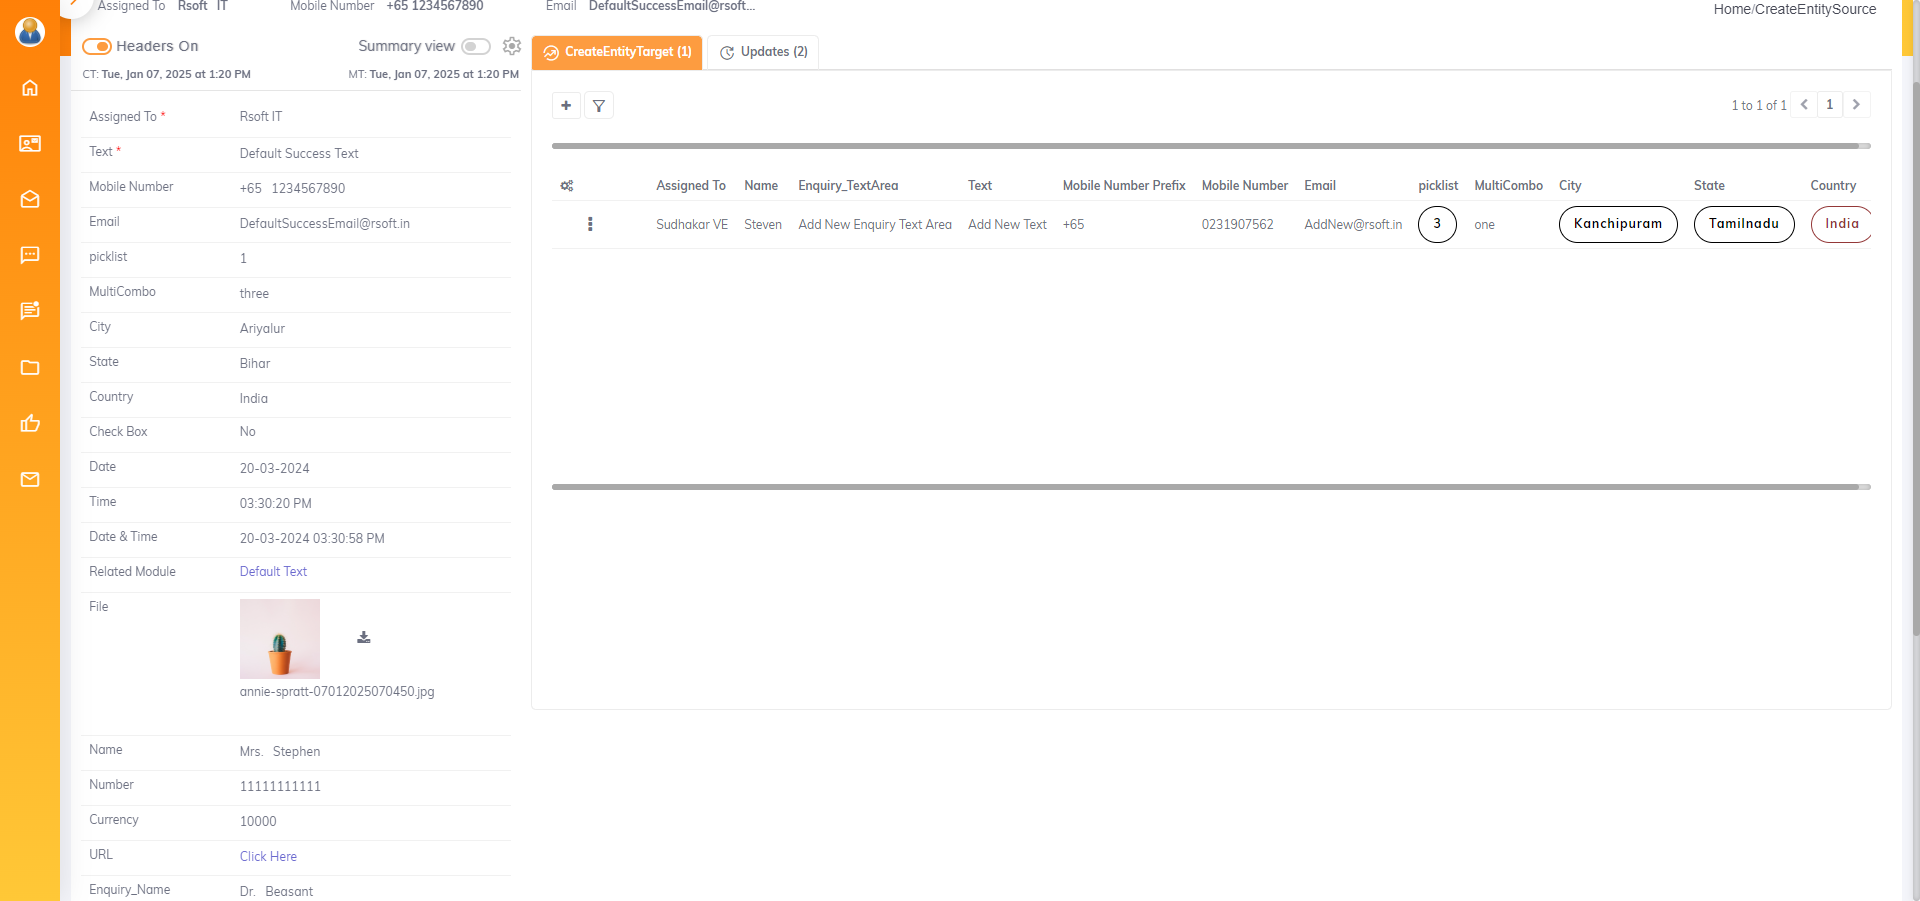 Assigned To Rsoft IT Mobile Number +65 1234567890 Email DefaultSuccessEmail@rsoft...
Home/CreateEntitySource
Headers On Summary view
CT: Tue, Jan 07, 2025 at 1:20 PM MT: Tue, Jan 07, 2025 at 1:20 PM
Assigned To * Rsoft IT
Text * Default Success Text
Mobile Number +65 1234567890
Email DefaultSuccessEmail@rsoft.in
picklist 1
MultiCombo three
City Ariyalur
State Bihar
Country India
Check Box No
Date 20-03-2024
Time 03:30:20 PM
Date & Time 20-03-2024 03:30:58 PM
Related Module Default Text
File
annie-spratt-07012025070450.jpg
Name Mrs. Stephen
Number 11111111111
Currency 10000
URL Click Here
Enquiry_Name Dr. Beasant
CreateEntityTarget (1) Updates (2)
1 to 1 of 1 1
Assigned To Name Enquiry_TextArea Text Mobile Number Prefix Mobile Number Email picklist MultiCombo City State Country
Sudhakar VE Steven Add New Enquiry Text Area Add New Text +65 0231907562 AddNew@rsoft.in 3 one Kanchipuram Tamilnadu India